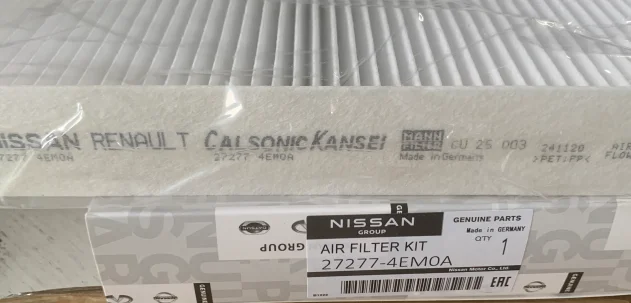 NISSAN RENAULT CALSONICKANSEI MANN FILTER CU 25 003 241120 AIR
27277 4EM0A 27277 4EM0A Made in Germany >PET;PP< FLOW
NISSAN
GROUP
GENUINE PARTS
Made in GERMANY
Q'TY 1
AIR FILTER KIT
27277-4EM0A
Nissan Motor Co., Ltd
GROUP
EAC